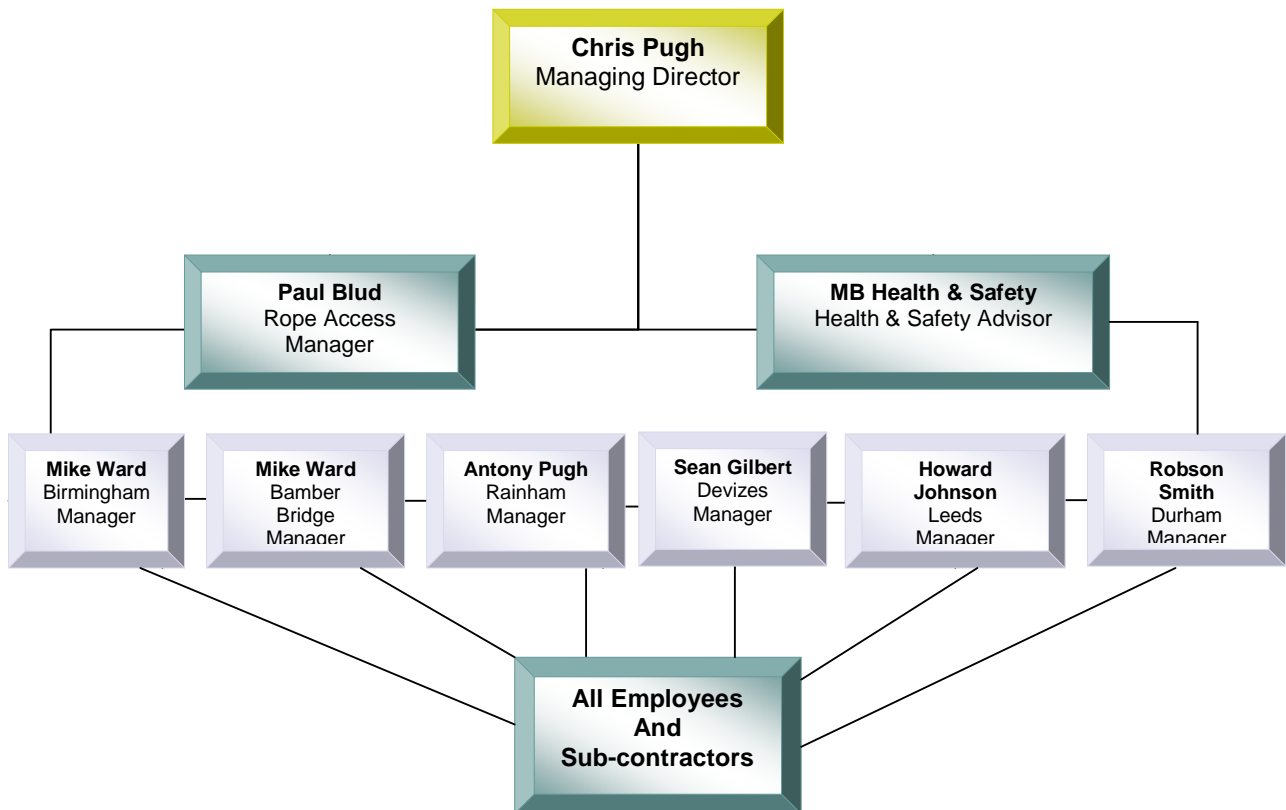 Chris Pugh
Managing Director
Paul Blud
Rope Access
Manager
MB Health & Safety
Health & Safety Advisor
Mike Ward
Birmingham
Manager
Mike Ward
Bamber
Bridge
Manager
Antony Pugh
Rainham
Manager
Sean Gilbert
Devizes
Manager
Howard
Johnson
Leeds
Manager
Robson
Smith
Durham
Manager
All Employees
And
Sub-contractors